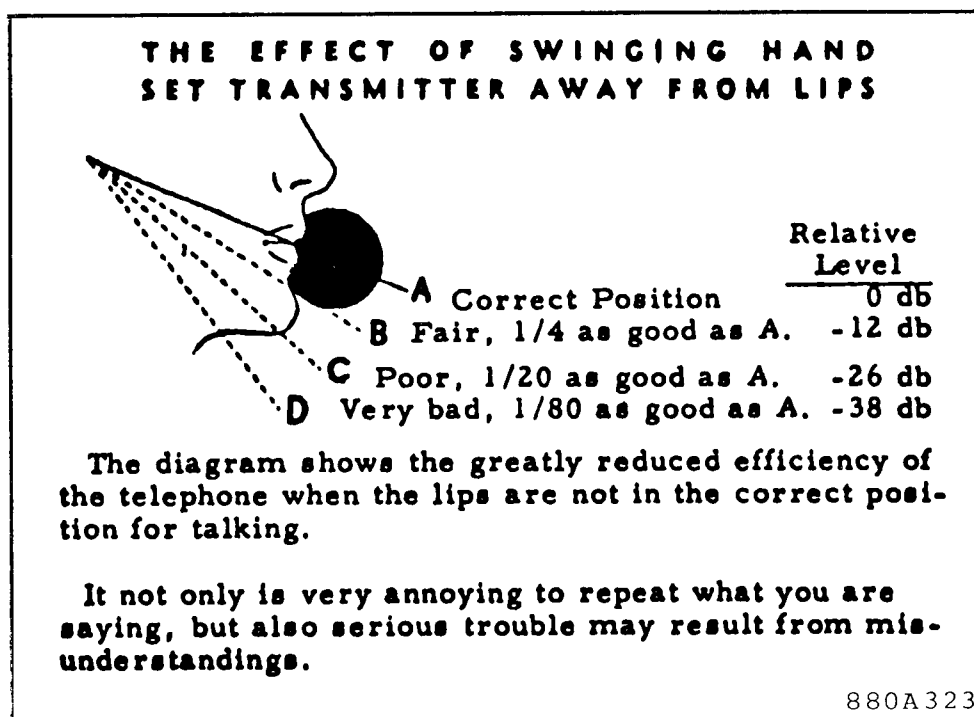 THE EFFECT OF SWINGING HAND
SET TRANSMITTER AWAY FROM LIPS
Relative
Level
A Correct Position 0 db
B Fair, 1/4 as good as A. -12 db
C Poor, 1/20 as good as A. -26 db
D Very bad, 1/80 as good as A. -38 db
The diagram shows the greatly reduced efficiency of
the telephone when the lips are not in the correct posi-
tion for talking.
It not only is very annoying to repeat what you are
saying, but also serious trouble may result from mis-
understandings.
880A323